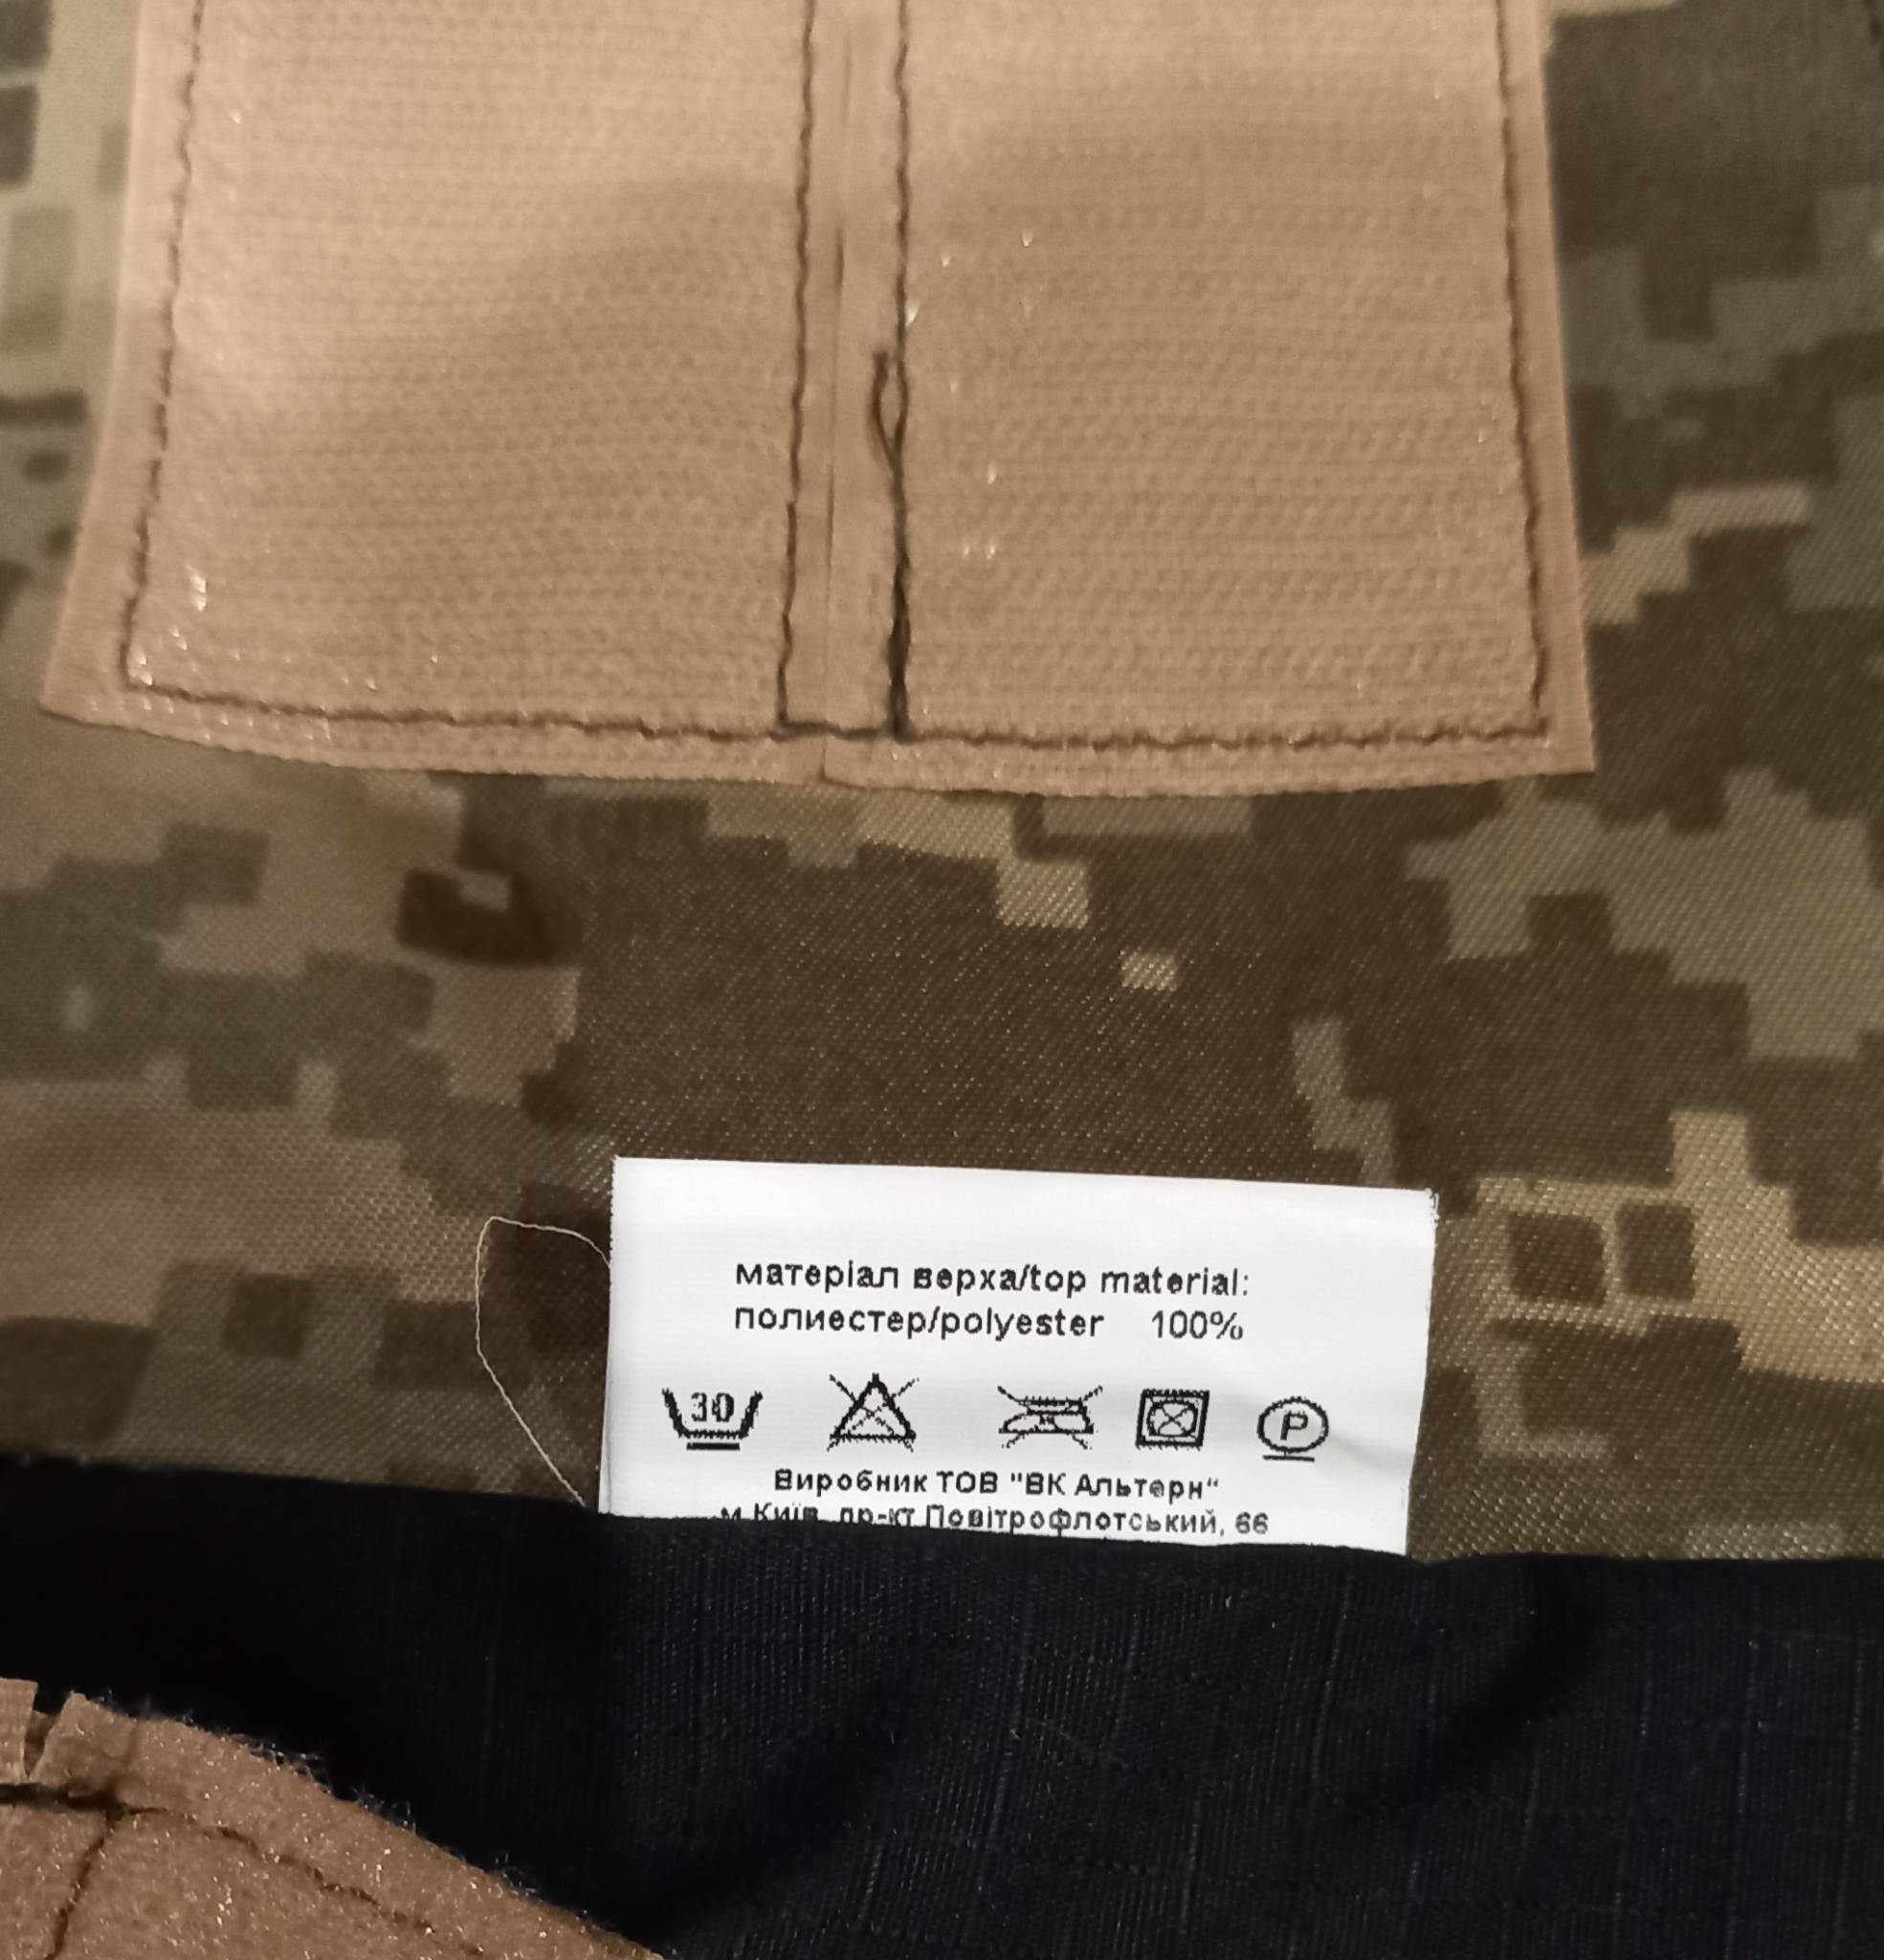 матеріал верха/top material:
полиестер/polyester 100%
30 P
Виробник ТОВ "ВК Альтерн"
м Київ, пр-кт Повітрофлотський, 66